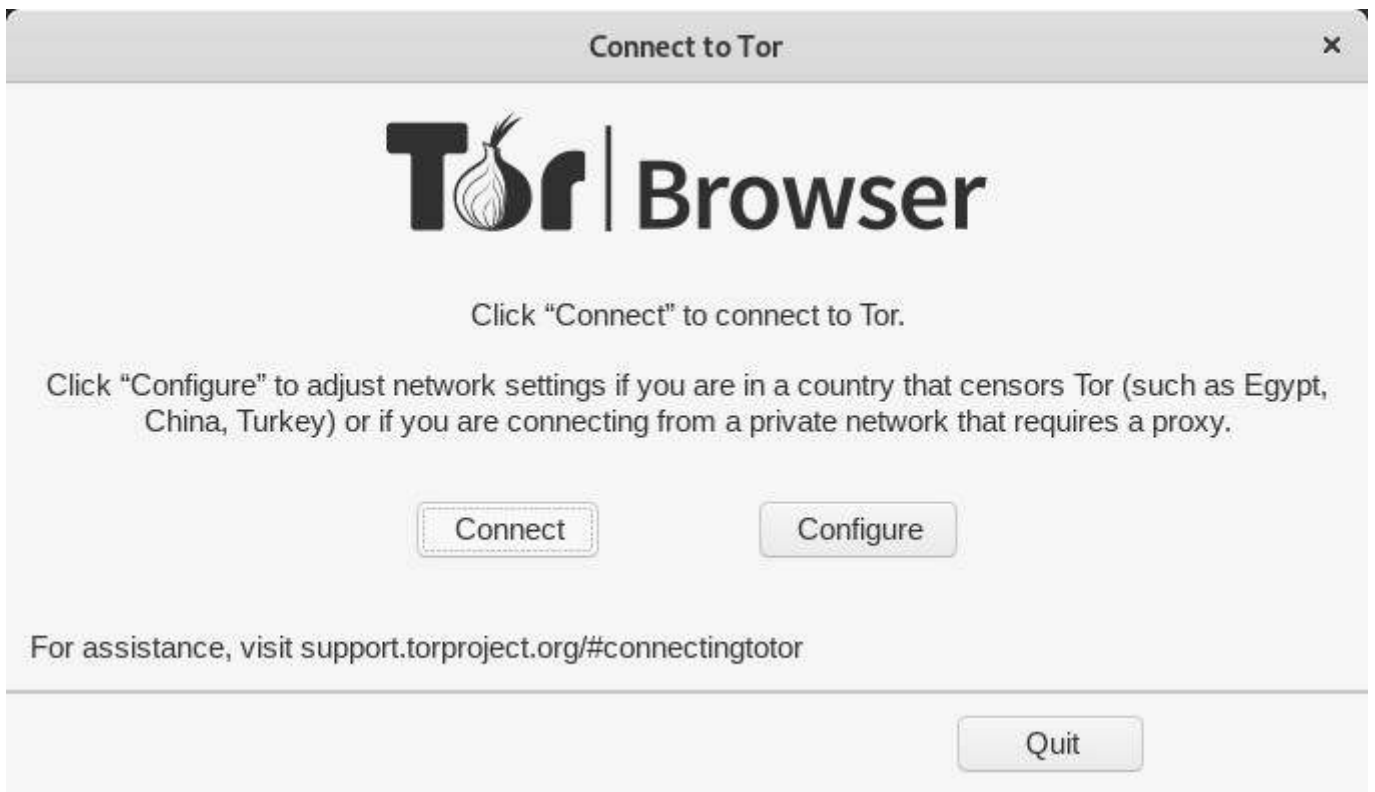 Connect to Tor
Tor Browser
Click “Connect” to connect to Tor.
Click “Configure” to adjust network settings if you are in a country that censors Tor (such as Egypt,
China, Turkey) or if you are connecting from a private network that requires a proxy.
Connect Configure
For assistance, visit support.torproject.org/#connectingtotor
Quit